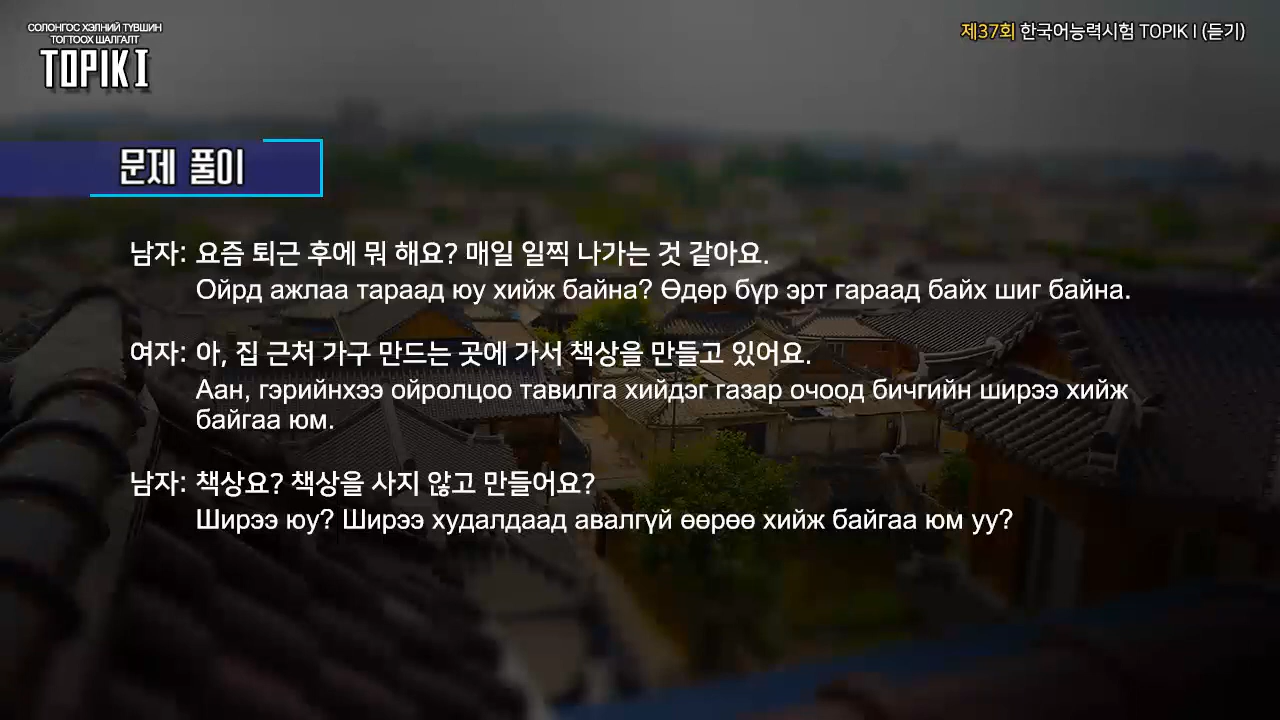 СОЛОНГОС ХЭЛНИЙ ТҮВШИН
ТОГТООХ ШАЛГАЛТ
TOPIK I
제37회 한국어능력시험 TOPIK I (듣기)
문제 풀이
남자: 요즘 퇴근 후에 뭐 해요? 매일 일찍 나가는 것 같아요.
Ойрд ажлаа тараад юу хийж байна? Өдөр бүр эрт гараад байх шиг байна.
여자: 아, 집 근처 가구 만드는 곳에 가서 책상을 만들고 있어요.
Аан, гэрийнхээ ойролцоо тавилга хийдэг газар очоод бичгийн ширээ хийж
байгаа юм.
남자: 책상요? 책상을 사지 않고 만들어요?
Ширээ юу? Ширээ худалдаад авалгүй өөрөө хийж байгаа юм уу?